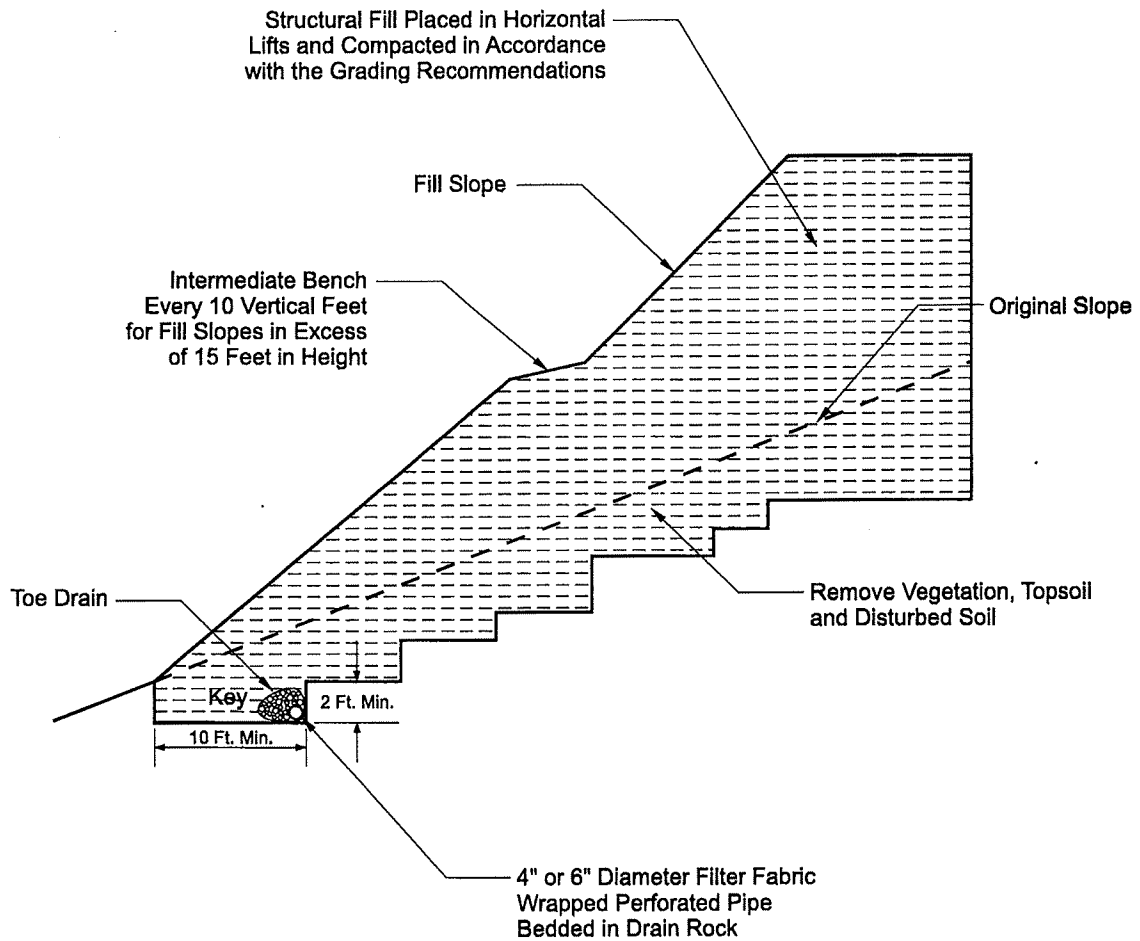 Structural Fill Placed in Horizontal
Lifts and Compacted in Accordance
with the Grading Recommendations
Fill Slope
Intermediate Bench
Every 10 Vertical Feet
for Fill Slopes in Excess
of 15 Feet in Height
Original Slope
Toe Drain
Remove Vegetation, Topsoil
and Disturbed Soil
Key
2 Ft. Min.
10 Ft. Min.
4" or 6" Diameter Filter Fabric
Wrapped Perforated Pipe
Bedded in Drain Rock